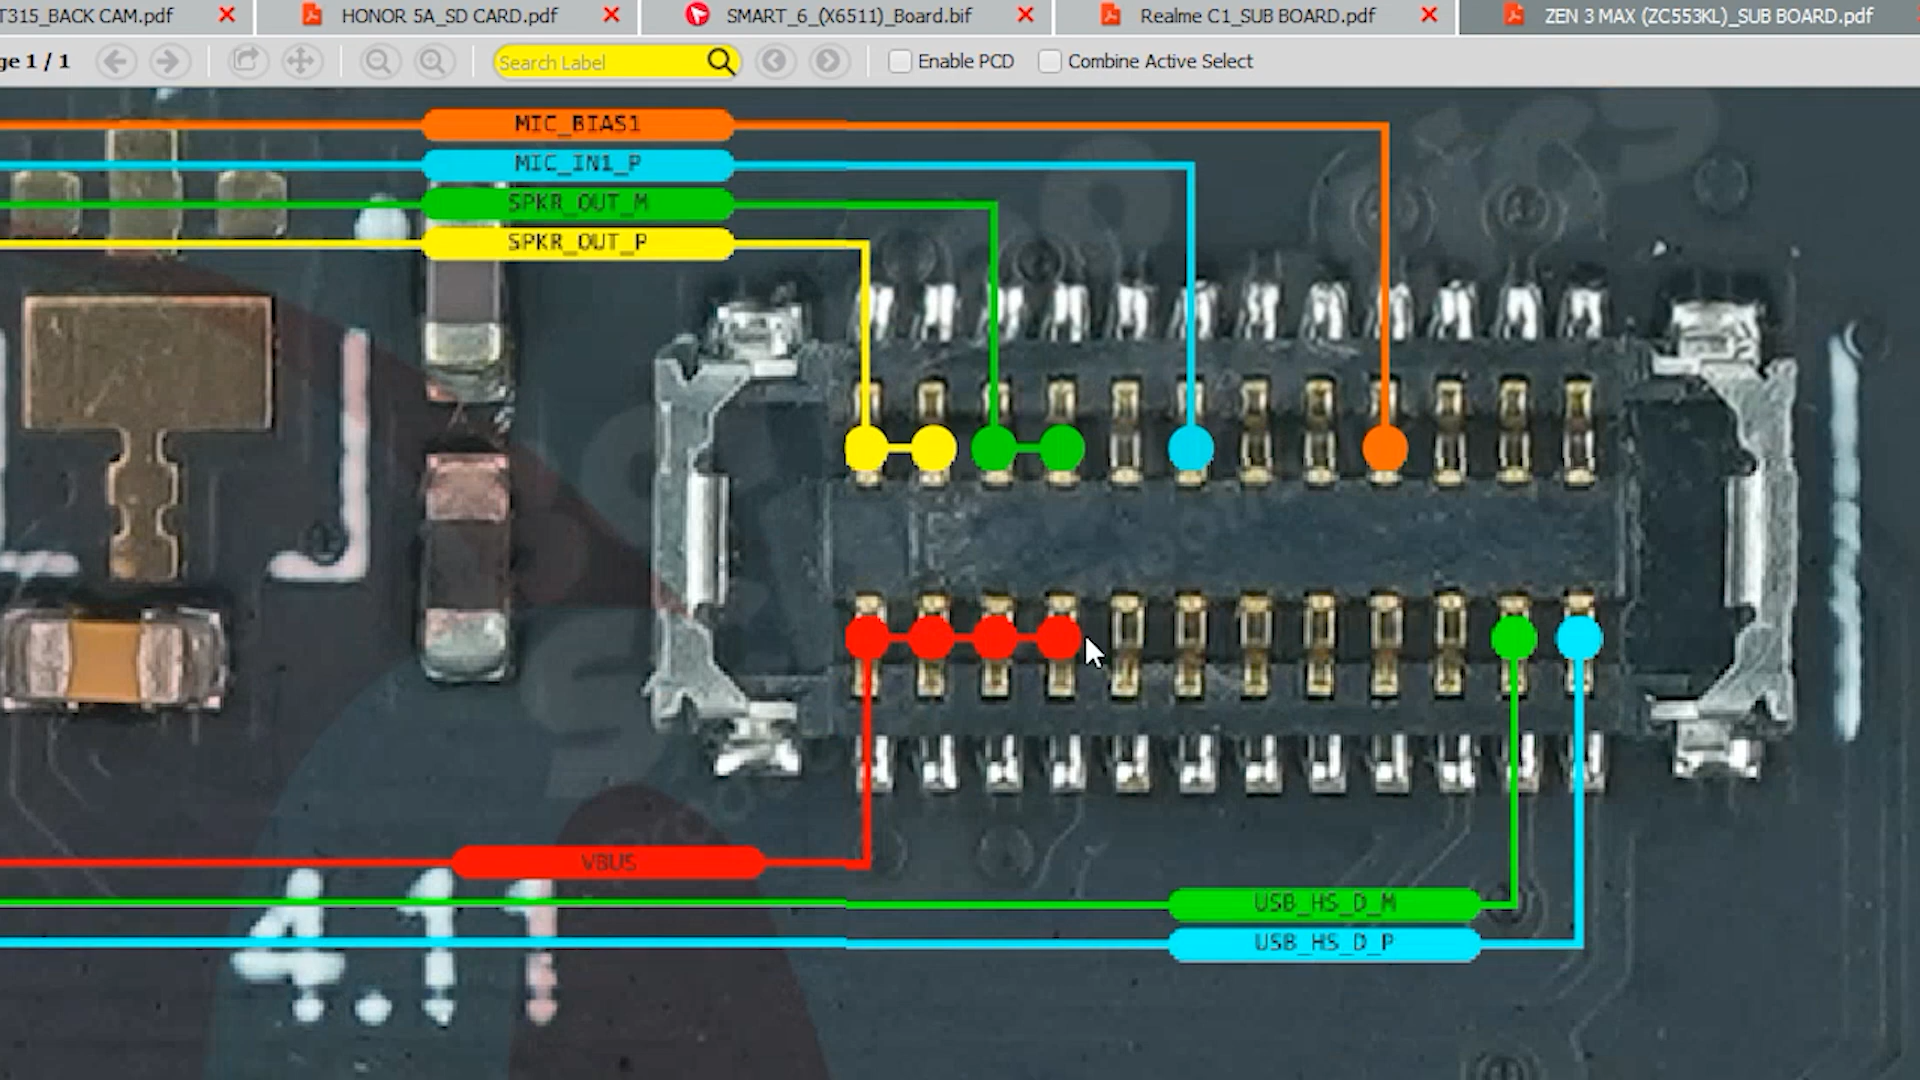 T315_BACK CAM.pdf
HONOR 5A_SD CARD.pdf
SMART_6_(X6511)_Board.bif
Realme C1_SUB BOARD.pdf
ZEN 3 MAX (ZC553KL)_SUB BOARD.pdf
ge 1 / 1
Search Label
Enable PCD
Combine Active Select
MIC_BIAS1
MIC_IN1_P
SPKR_OUT_M
SPKR_OUT_P
VBUS
USB_HS_D_M
USB_HS_D_P
4.11